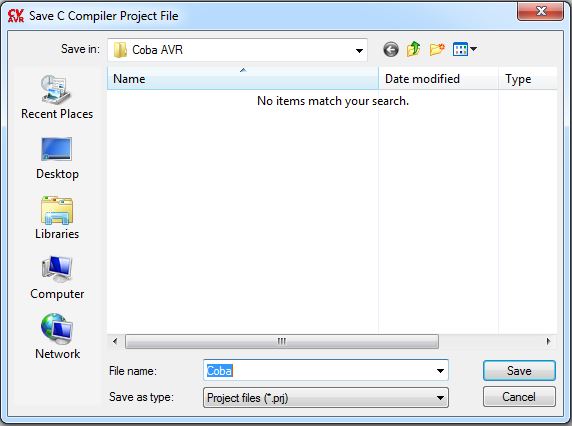 CV AVR Save C Compiler Project File
Save in: Coba AVR
Name Date modified Type
No items match your search.
Recent Places
Desktop
Libraries
Computer
Network
File name: Coba Save
Save as type: Project files (*.prj) Cancel